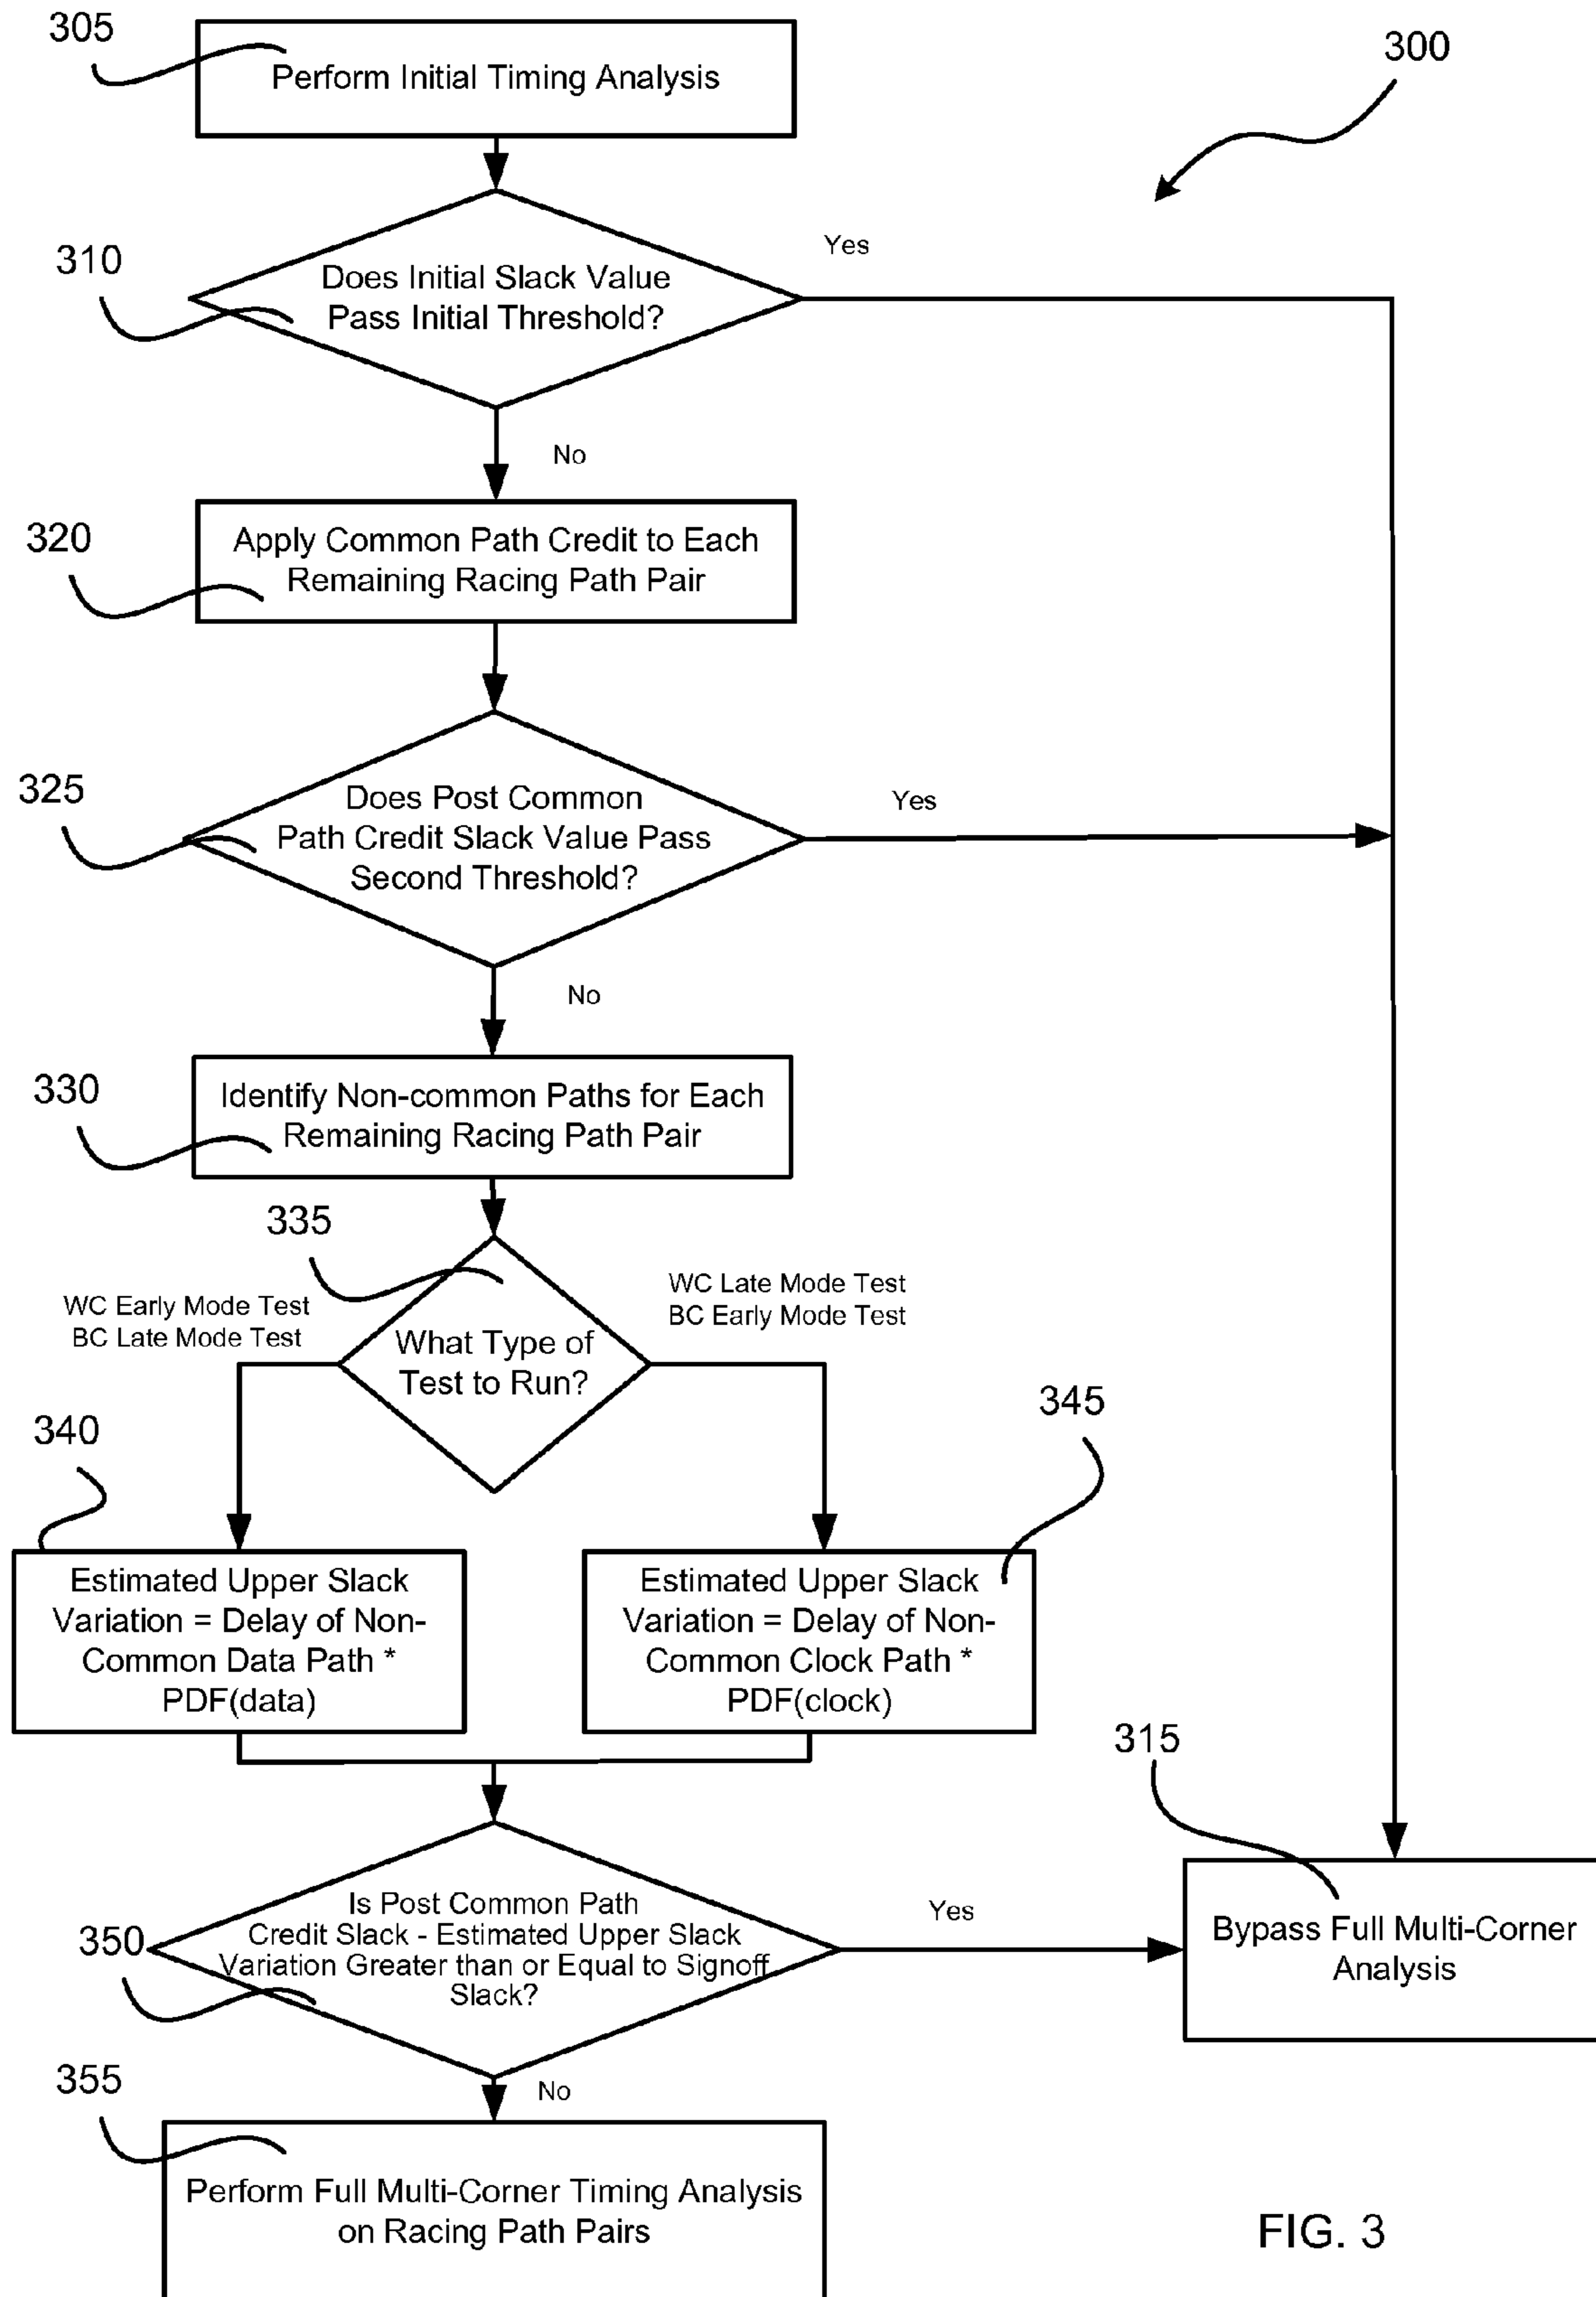 305
Perform Initial Timing Analysis
300
310
Does Initial Slack Value
Pass Initial Threshold?
Yes
No
320
Apply Common Path Credit to Each
Remaining Racing Path Pair
325
Does Post Common
Path Credit Slack Value Pass
Second Threshold?
Yes
No
330
Identify Non-common Paths for Each
Remaining Racing Path Pair
335
WC Early Mode Test
BC Late Mode Test
WC Late Mode Test
BC Early Mode Test
What Type of
Test to Run?
340
345
Estimated Upper Slack
Variation = Delay of Non-
Common Data Path *
PDF(data)
Estimated Upper Slack
Variation = Delay of Non-
Common Clock Path *
PDF(clock)
315
350
Is Post Common Path
Credit Slack - Estimated Upper Slack
Variation Greater than or Equal to Signoff
Slack?
Yes
Bypass Full Multi-Corner
Analysis
355
No
Perform Full Multi-Corner Timing Analysis
on Racing Path Pairs
FIG. 3